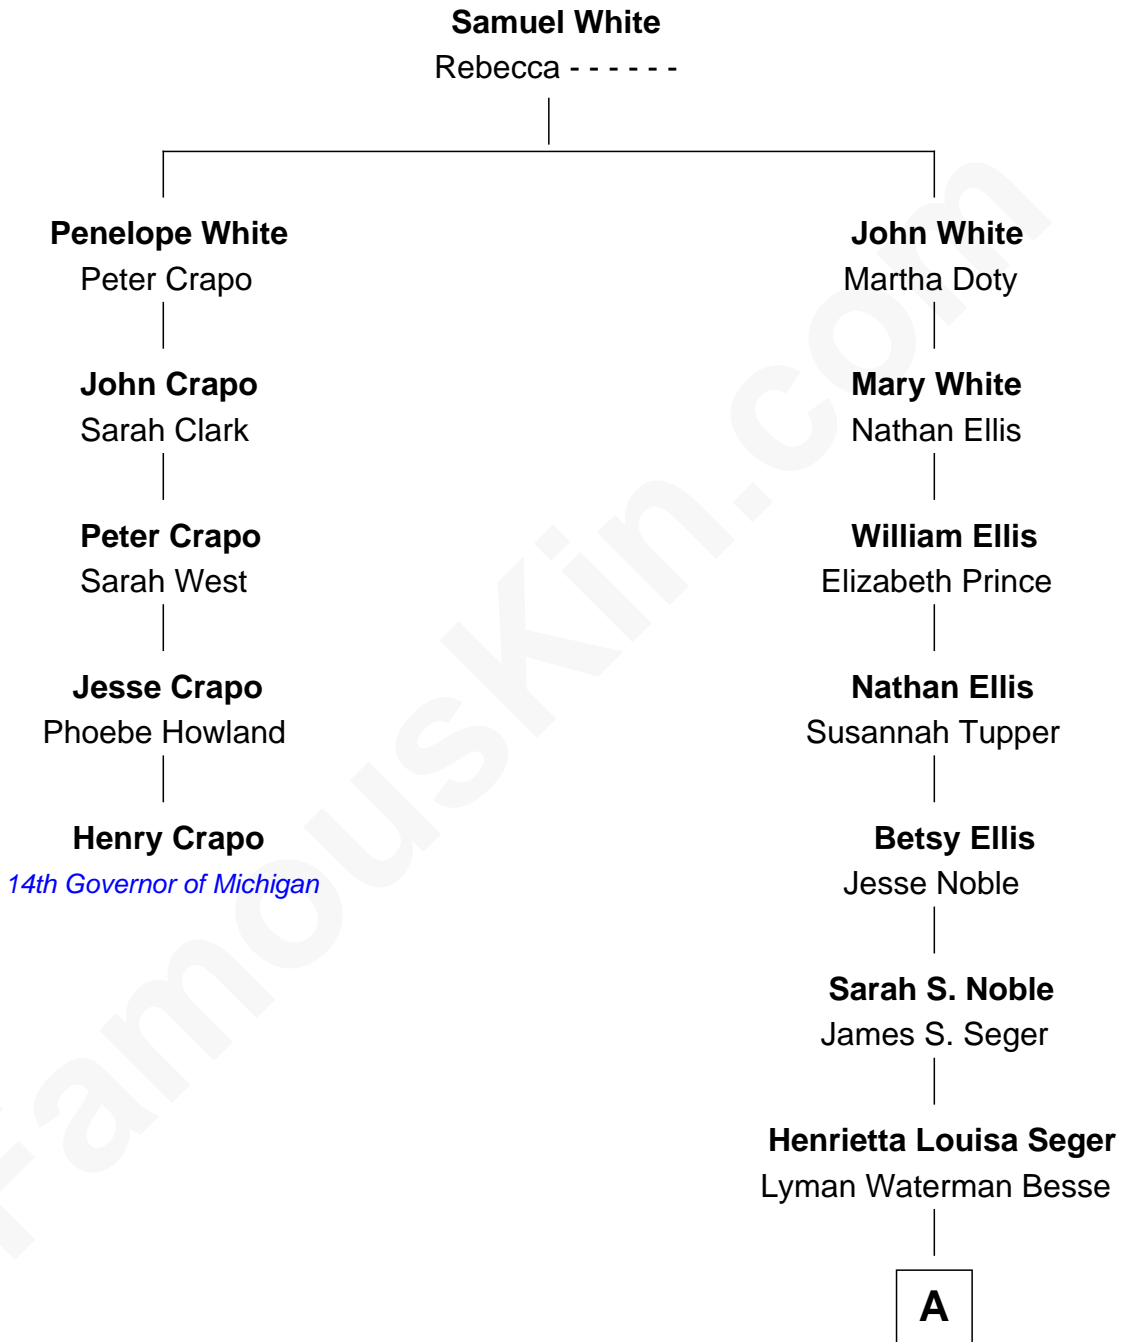 Samuel White
Rebecca - - - - - -
Penelope White
Peter Crapo
John White
Martha Doty
John Crapo
Sarah Clark
Mary White
Nathan Ellis
Peter Crapo
Sarah West
William Ellis
Elizabeth Prince
Jesse Crapo
Phoebe Howland
Nathan Ellis
Susannah Tupper
Henry Crapo
14th Governor of Michigan
Betsy Ellis
Jesse Noble
Sarah S. Noble
James S. Seger
Henrietta Louisa Seger
Lyman Waterman Besse
A
FamousKin.com